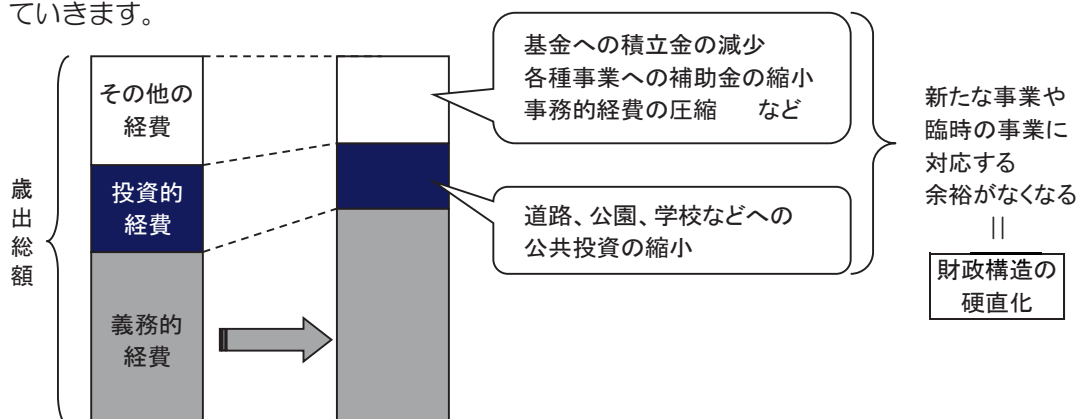 ていきます。
歳出総額
その他の
経費
投資的
経費
義務的
経費
基金への積立金の減少
各種事業への補助金の縮小
事務的経費の圧縮 など
道路、公園、学校などへの
公共投資の縮小
新たな事業や
臨時の事業に
対応する
余裕がなくなる
||
財政構造の
硬直化